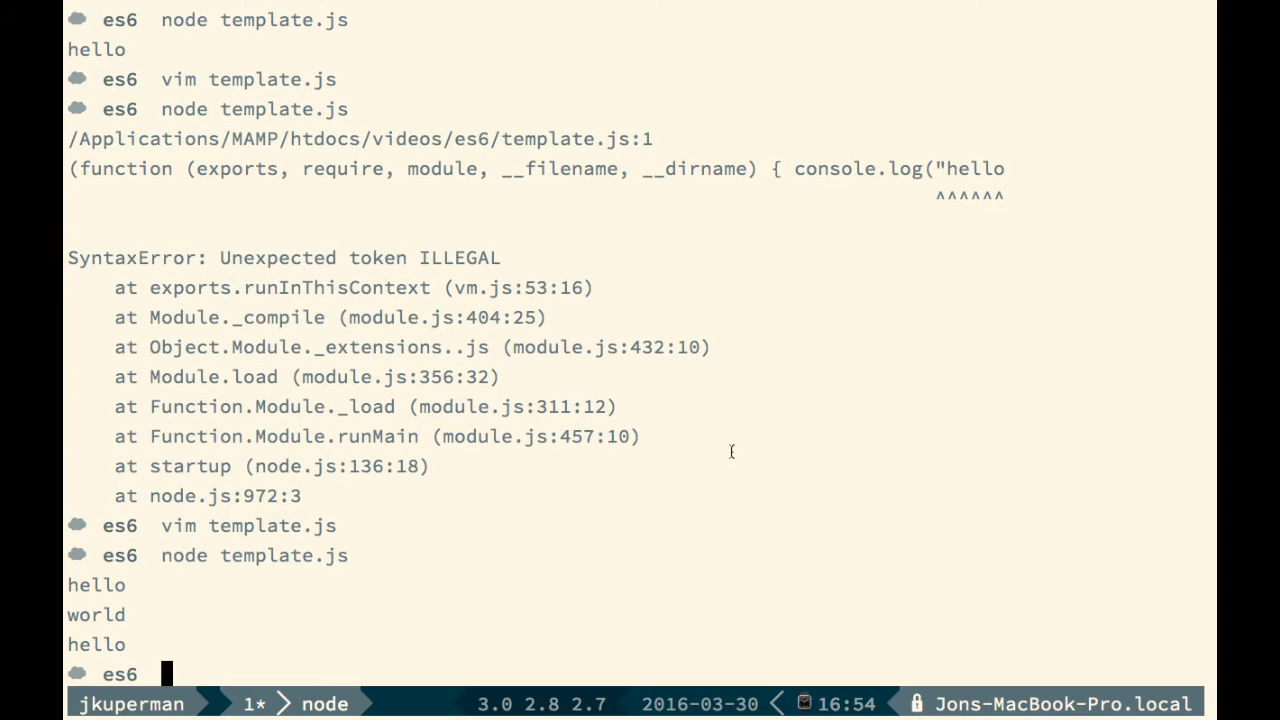 es6 node template.js
hello
es6 vim template.js
es6 node template.js
/Applications/MAMP/htdocs/videos/es6/template.js:1
(function (exports, require, module, __filename, __dirname) { console.log("hello
^^^^^^
SyntaxError: Unexpected token ILLEGAL
at exports.runInThisContext (vm.js:53:16)
at Module._compile (module.js:404:25)
at Object.Module._extensions..js (module.js:432:10)
at Module.load (module.js:356:32)
at Function.Module._load (module.js:311:12)
at Function.Module.runMain (module.js:457:10)
at startup (node.js:136:18)
at node.js:972:3
es6 vim template.js
es6 node template.js
hello
world
hello
es6
jkuperman 1* node 3.0 2.8 2.7 2016-03-30 16:54 Jons-MacBook-Pro.local